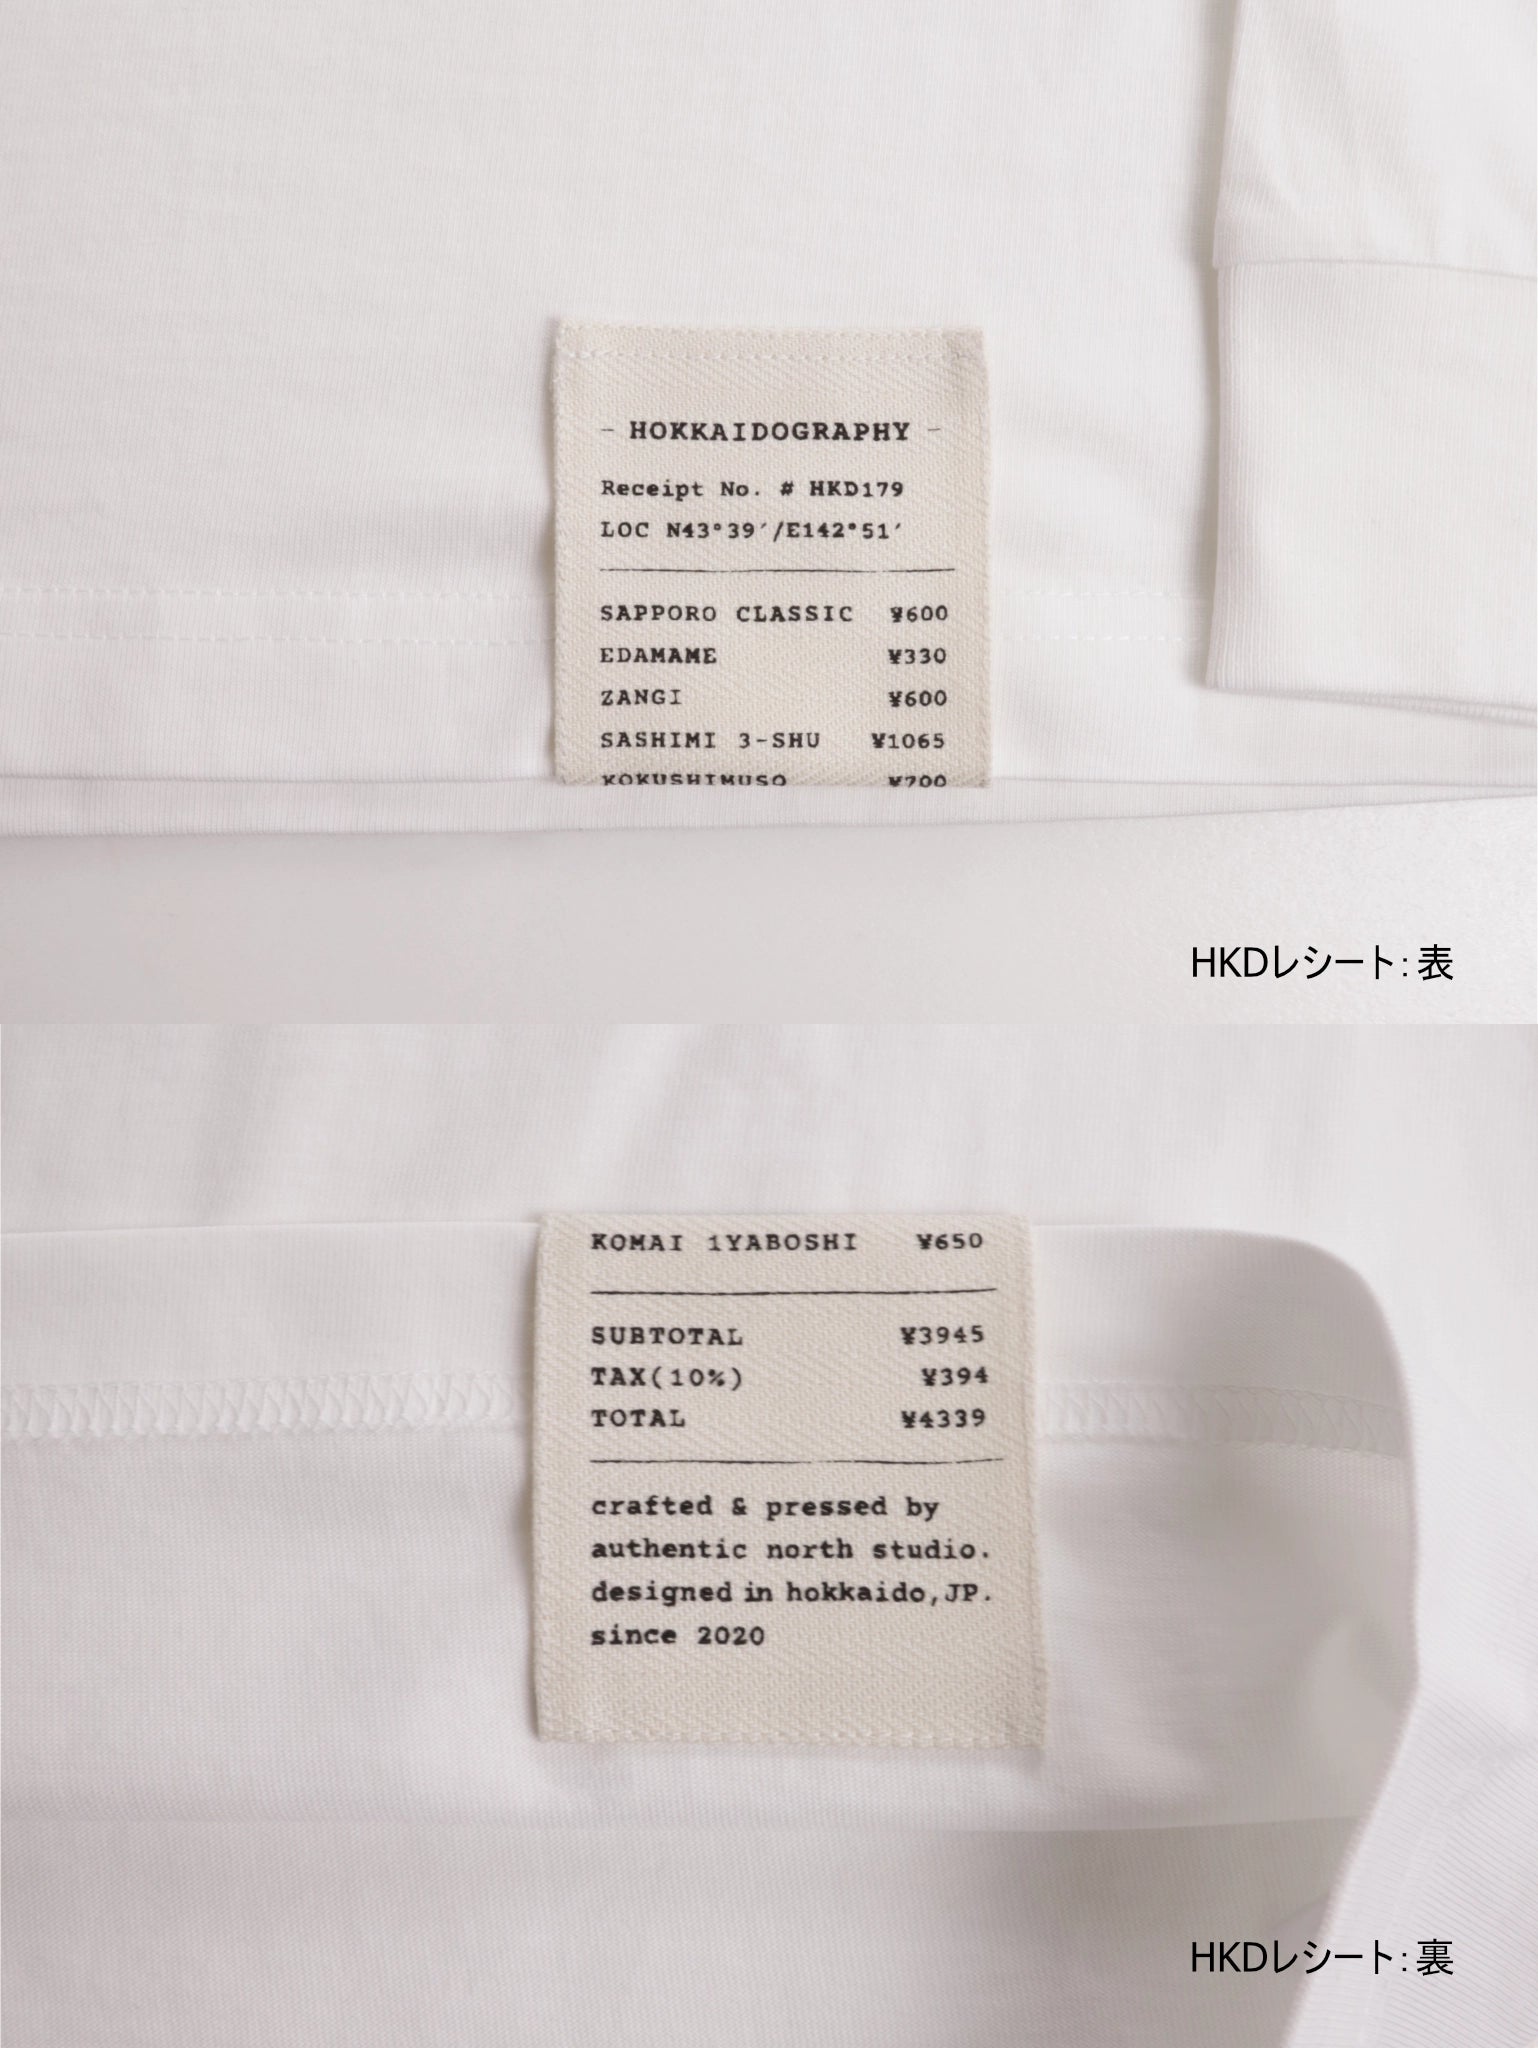 - HOKKAIDOGRAPHY -
Receipt No. # HKD179
LOC N43°39′/E142°51′
SAPPORO CLASSIC ¥600
EDAMAME ¥330
ZANGI ¥600
SASHIMI 3-SHU ¥1065
KOKUSHIMUSO ¥700
HKDレシート:表
KOMAI 1YABOSHI ¥650
SUBTOTAL ¥3945
TAX(10%) ¥394
TOTAL ¥4339
crafted & pressed by
authentic north studio.
designed in hokkaido,JP.
since 2020
HKDレシート:裏